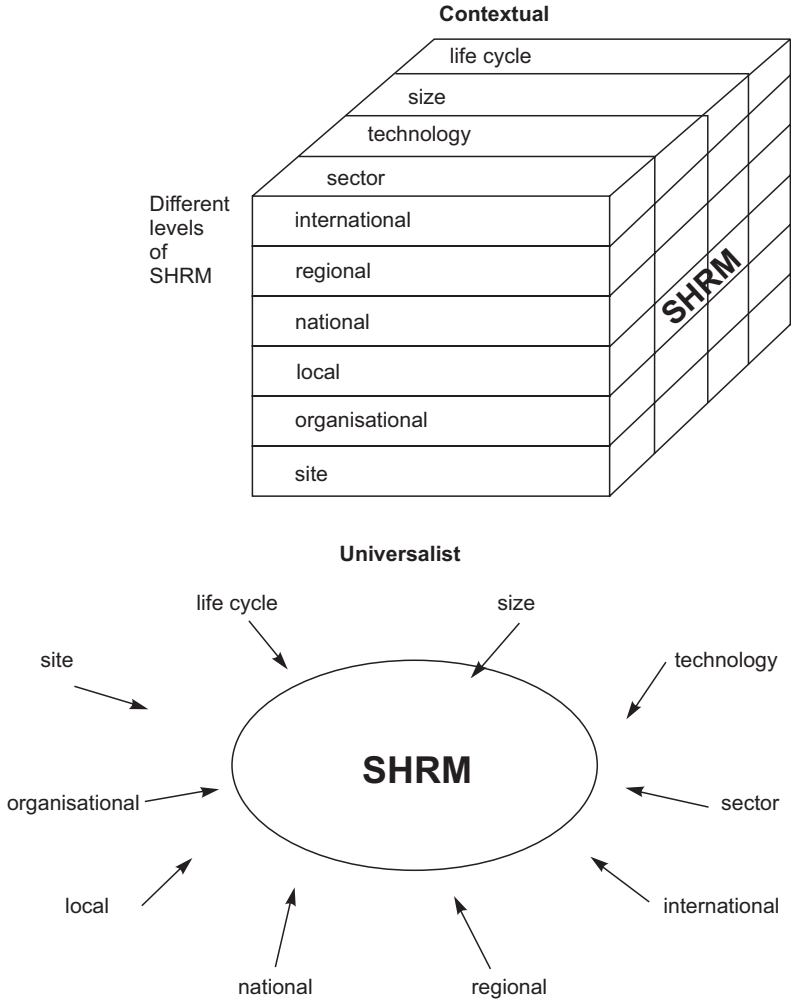 Contextual
life cycle
size
technology
sector
Different
levels
of
SHRM
international
regional
national
local
organisational
site
SHRM
Universalist
life cycle
size
site
technology
SHRM
organisational
sector
local
international
national
regional